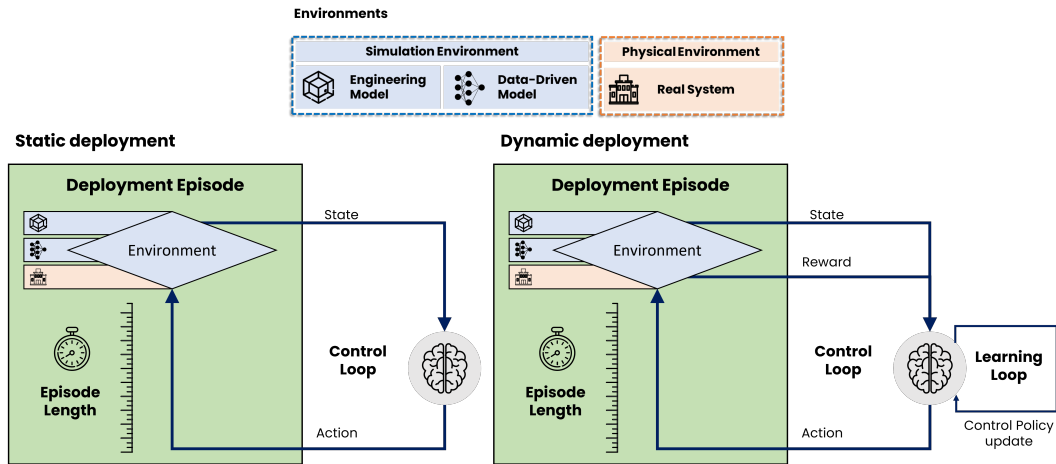 Environments
Simulation Environment
Physical Environment
Engineering
Model
Data-Driven
Model
Real System
Static deployment
Deployment Episode
Environment
State
Control
Loop
Episode
Length
Action
Dynamic deployment
Deployment Episode
Environment
State
Reward
Control
Loop
Learning
Loop
Episode
Length
Action
Control Policy
update